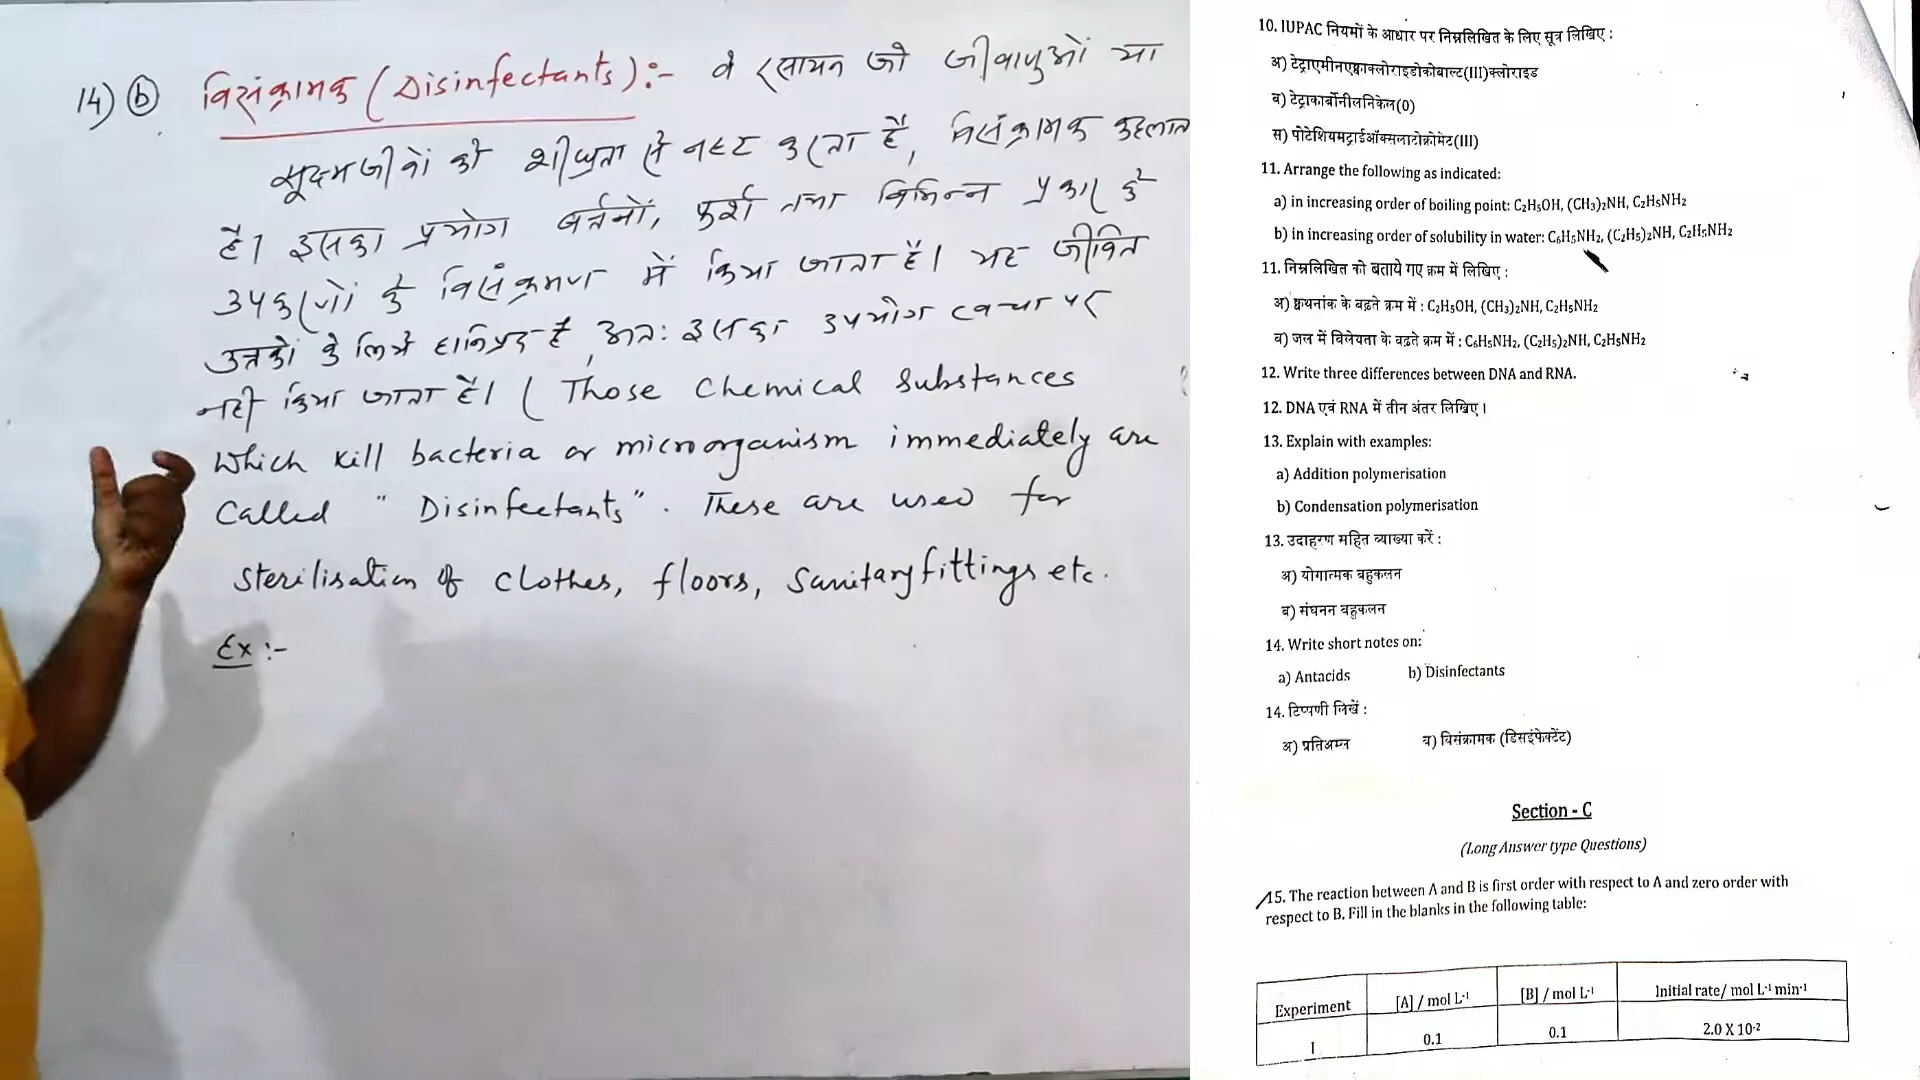 14) ⓑ विसंक्रामक (Disinfectants):- वे रसायन जो जीवाणुओं या
सूक्ष्मजीवों को शीघ्रता से नष्ट करता है, विसंक्रामक कहलाते
है। इसका प्रयोग बर्तनों, फर्श तथा विभिन्न प्रकार के
उपकरणों के विसंक्रमण में किया जाता है। यह जीवित
उत्तकों के लिये हानिप्रद है, अतः इसका उपयोग त्वचा पर
नही किया जाता है। ( Those Chemical Substances
Which kill bacteria or microorganism immediately are
Called "Disinfectants". These are used for
Sterilisation of Clothes, floors, Sanitaryfittings etc.
Ex :-
10. IUPAC नियमों के आधार पर निम्नलिखित के लिए सूत्र लिखिए :
अ) टेट्राएमीनएक्वाक्लोराइडोकोबाल्ट(III)क्लोराइड
ब) टेट्राकार्बोनीलनिकेल(0)
स) पोटेशियमट्राईऑक्सलाटोक्रोमेट(III)
11. Arrange the following as indicated:
a) in increasing order of boiling point: C₂H₅OH, (CH₃)₂NH, C₂H₅NH₂
b) in increasing order of solubility in water: C₆H₅NH₂, (C₂H₅)₂NH, C₂H₅NH₂
11. निम्नलिखित को बताये गए क्रम में लिखिए :
अ) क्वथनांक के बढ़ते क्रम में : C₂H₅OH, (CH₃)₂NH, C₂H₅NH₂
ब) जल में विलेयता के बढ़ते क्रम में : C₆H₅NH₂, (C₂H₅)₂NH, C₂H₅NH₂
12. Write three differences between DNA and RNA.
12. DNA एवं RNA में तीन अंतर लिखिए।
13. Explain with examples:
a) Addition polymerisation
b) Condensation polymerisation
13. उदाहरण सहित व्याख्या करें :
अ) योगात्मक बहुकलन
ब) संघनन बहुकलन
14. Write short notes on:
a) Antacids b) Disinfectants
14. टिप्पणी लिखें :
अ) प्रतिअम्ल ब) विसंक्रामक (डिसइंफेक्टेंट)
Section - C
(Long Answer type Questions)
15. The reaction between A and B is first order with respect to A and zero order with
respect to B. Fill in the blanks in the following table:
Experiment [A] / mol L⁻¹ [B] / mol L⁻¹ Initial rate/ mol L⁻¹ min⁻¹
I 0.1 0.1 2.0 X 10⁻²